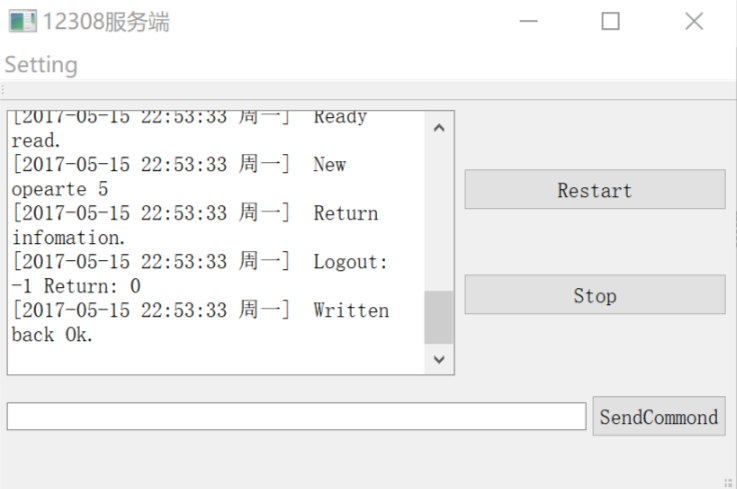 12308服务端
Setting
[2017-05-15 22:53:33 周一]  Ready
read.
[2017-05-15 22:53:33 周一]  New
opearte 5
[2017-05-15 22:53:33 周一]  Return
infomation.
[2017-05-15 22:53:33 周一]  Logout:
-1 Return: 0
[2017-05-15 22:53:33 周一]  Written
back Ok.
Restart
Stop
SendCommond